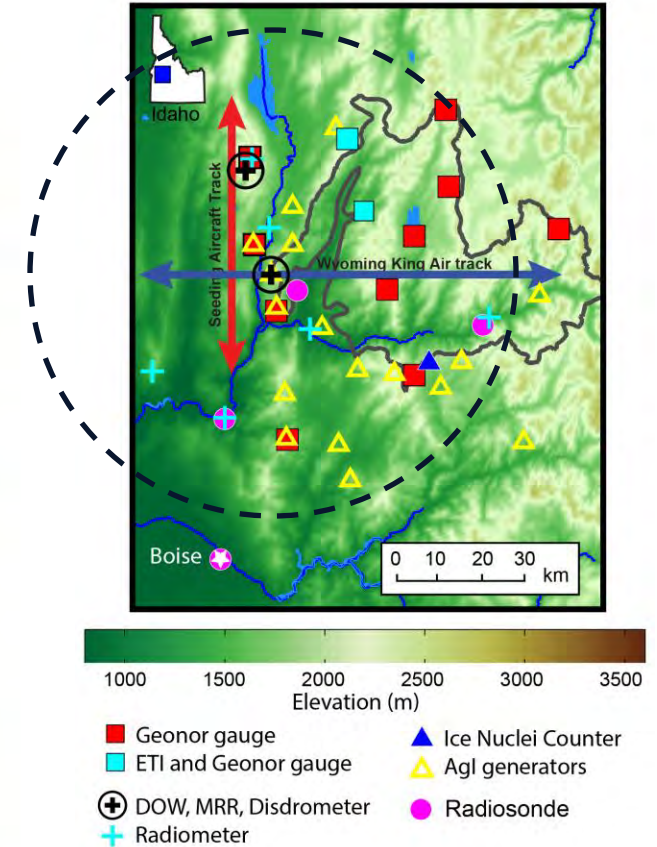 Idaho
Seeding Aircraft Track
Wyoming King Air track
Boise
0 10 20 30
km
1000 1500 2000 2500 3000 3500
Elevation (m)
Geonor gauge
ETI and Geonor gauge
DOW, MRR, Disdrometer
Radiometer
Ice Nuclei Counter
AgI generators
Radiosonde